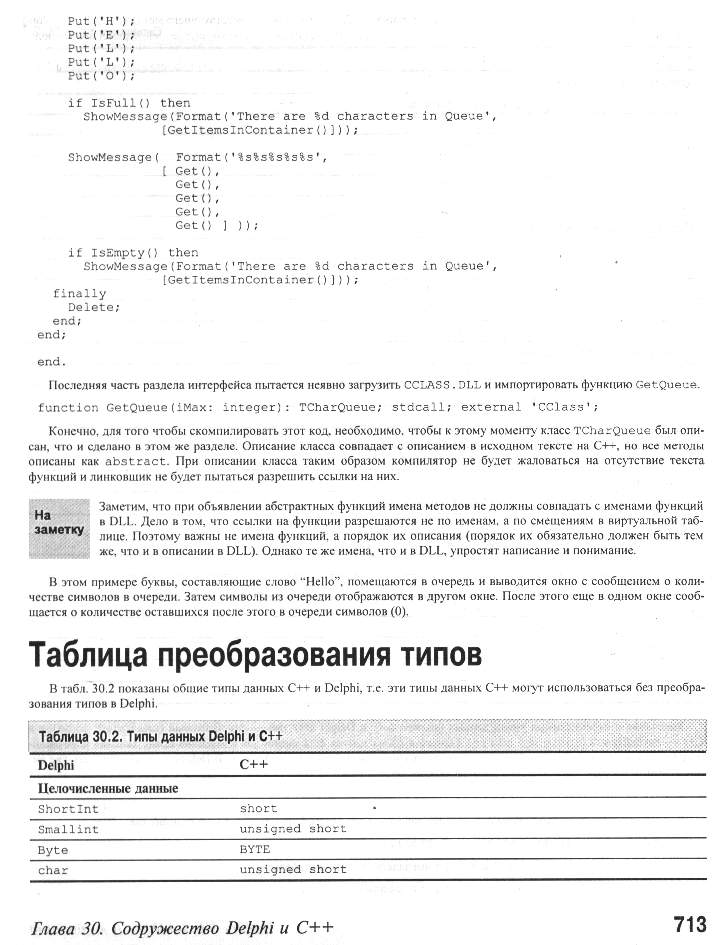 Put('H');
Put('E');
Put('L');
Put('L');
Put('O');
if IsFull() then
ShowMessage(Format('There are %d characters in Queue',
[GetItemsInContainer()]));
ShowMessage( Format('%s%s%s%s%s',
[ Get(),
Get(),
Get(),
Get(),
Get() ] ));
if IsEmpty() then
ShowMessage(Format('There are %d characters in Queue',
[GetItemsInContainer()]));
finally
Delete;
end;
end;
end.
Последняя часть раздела интерфейса пытается неявно загрузить CCLASS.DLL и импортировать функцию GetQueue.
function GetQueue(iMax: integer): TCharQueue; stdcall; external 'CClass';
Конечно, для того чтобы скомпилировать этот код, необходимо, чтобы к этому моменту класс TCharQueue был опи-
сан, что и сделано в этом же разделе. Описание класса совпадает с описанием в исходном тексте на C++, но все методы
описаны как abstract. При описании класса таким образом компилятор не будет жаловаться на отсутствие текста
функций и линковщик не будет пытаться разрешить ссылки на них.
На
заметку
Заметим, что при объявлении абстрактных функций имена методов не должны совпадать с именами функций
в DLL. Дело в том, что ссылки на функции разрешаются не по именам, а по смещениям в виртуальной таб-
лице. Поэтому важны не имена функций, а порядок их описания (порядок их обязательно должен быть тем
же, что и в описании в DLL). Однако те же имена, что и в DLL, упростят написание и понимание.
В этом примере буквы, составляющие слово “Hello”, помещаются в очередь и выводится окно с сообщением о коли-
честве символов в очереди. Затем символы из очереди отображаются в другом окне. После этого еще в одном окне сооб-
щается о количестве оставшихся после этого в очереди символов (0).
Таблица преобразования типов
В табл. 30.2 показаны общие типы данных C++ и Delphi, т.е. эти типы данных C++ могут использоваться без преобра-
зования типов в Delphi.
Таблица 30.2. Типы данных Delphi и C++
Delphi C++
Целочисленные данные
ShortInt short
Smallint unsigned short
Byte BYTE
char unsigned short
Глава 30. Содружество Delphi и C++ 713